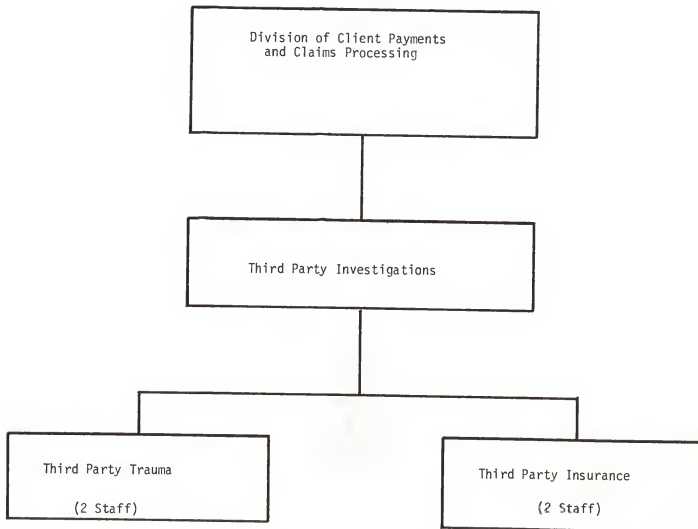 Division of Client Payments
and Claims Processing
Third Party Investigations
Third Party Trauma
(2 Staff)
Third Party Insurance
(2 Staff)